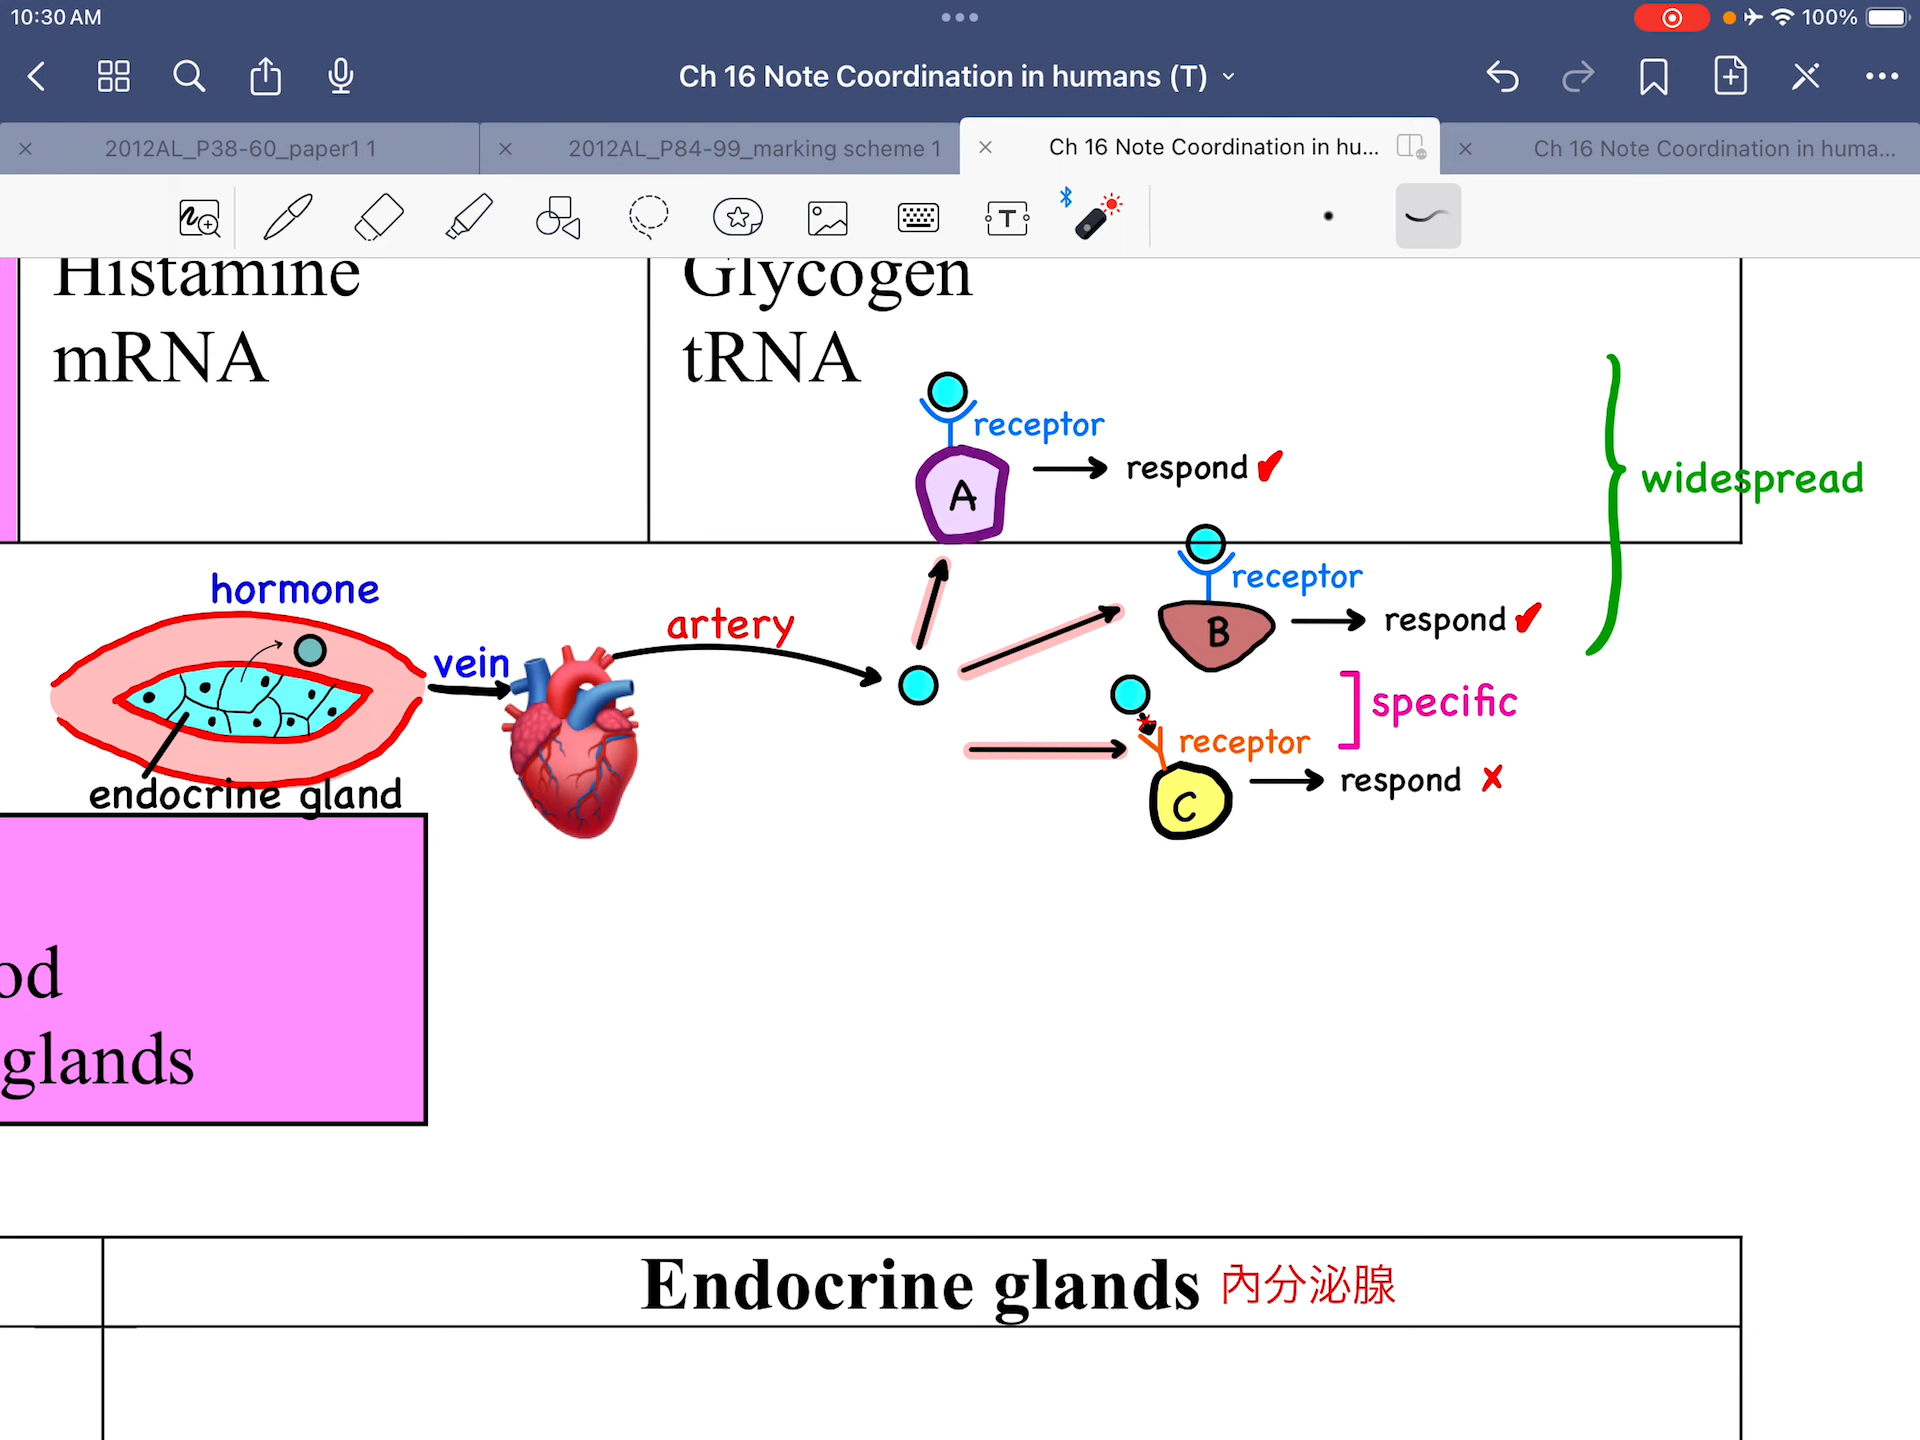 10:30 AM
100%
Ch 16 Note Coordination in humans (T)
2012AL_P38-60_paper1 1
2012AL_P84-99_marking scheme 1
Ch 16 Note Coordination in hu...
Ch 16 Note Coordination in huma...
T
Histamine
Glycogen
mRNA
tRNA
receptor
A
respond ✔
widespread
hormone
receptor
B
respond ✔
vein
artery
specific
receptor
C
respond ✗
endocrine gland
od
glands
Endocrine glands 內分泌腺